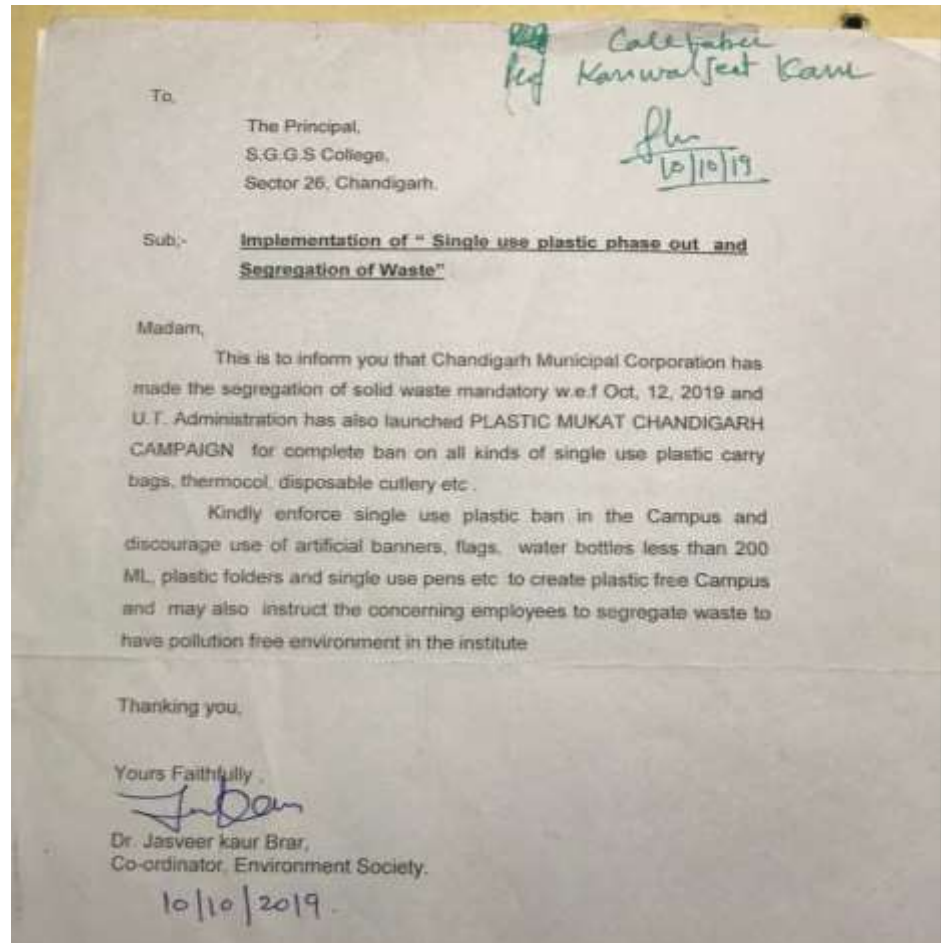 Kanwaljeet Kaur
10/10/19
To,
The Principal,
S.G.G.S College,
Sector 26, Chandigarh.
Sub;- Implementation of " Single use plastic phase out and
Segregation of Waste"
Madam,
This is to inform you that Chandigarh Municipal Corporation has
made the segregation of solid waste mandatory w.e.f Oct, 12, 2019 and
U.T. Administration has also launched PLASTIC MUKAT CHANDIGARH
CAMPAIGN for complete ban on all kinds of single use plastic carry
bags, thermocol, disposable cutlery etc .
Kindly enforce single use plastic ban in the Campus and
discourage use of artificial banners, flags, water bottles less than 200
ML, plastic folders and single use pens etc to create plastic free Campus
and may also instruct the concerning employees to segregate waste to
have pollution free environment in the institute
Thanking you,
Yours Faithfully ,
Dr. Jasveer kaur Brar,
Co-ordinator, Environment Society.
10/10/2019.